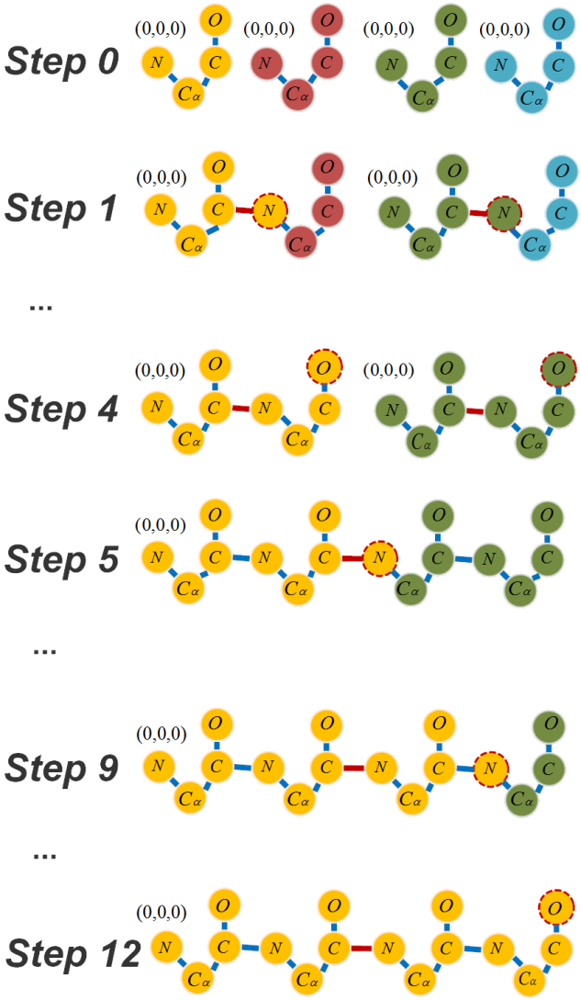 (0,0,0) (0,0,0) (0,0,0) (0,0,0)
O O O O
Step 0 N C N C N C N C
Cα Cα Cα Cα
(0,0,0) O O (0,0,0) O O
Step 1 N C N C N C N C
Cα Cα Cα Cα
...
(0,0,0) O O (0,0,0) O O
Step 4 N C N C N C N C
Cα Cα Cα Cα
(0,0,0) O O O O
Step 5 N C N C N C N C
Cα Cα Cα Cα
...
(0,0,0) O O O O
Step 9 N C N C N C N C
Cα Cα Cα Cα
...
(0,0,0) O O O O
Step 12 N C N C N C N C
Cα Cα Cα Cα